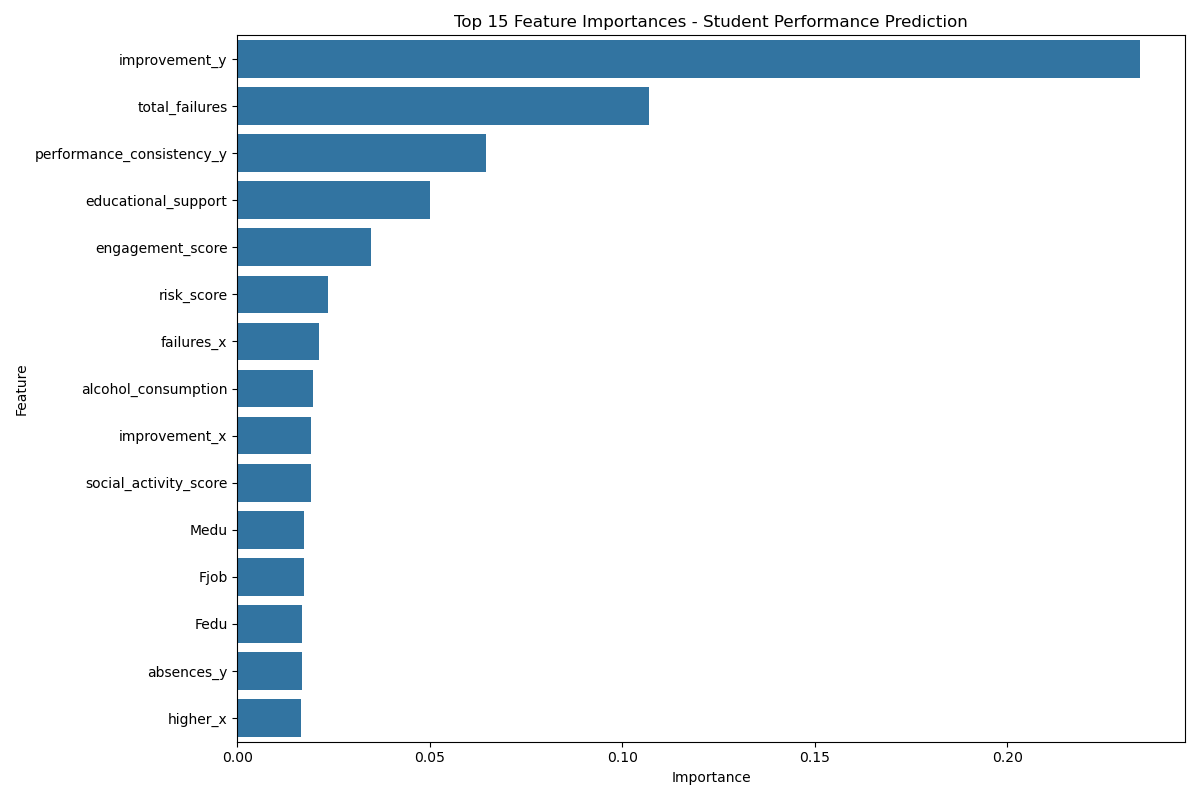 Top 15 Feature Importances - Student Performance Prediction
improvement_y
total_failures
performance_consistency_y
educational_support
engagement_score
risk_score
failures_x
alcohol_consumption
improvement_x
social_activity_score
Medu
Fjob
Fedu
absences_y
higher_x
Feature
0.00 0.05 0.10 0.15 0.20
Importance